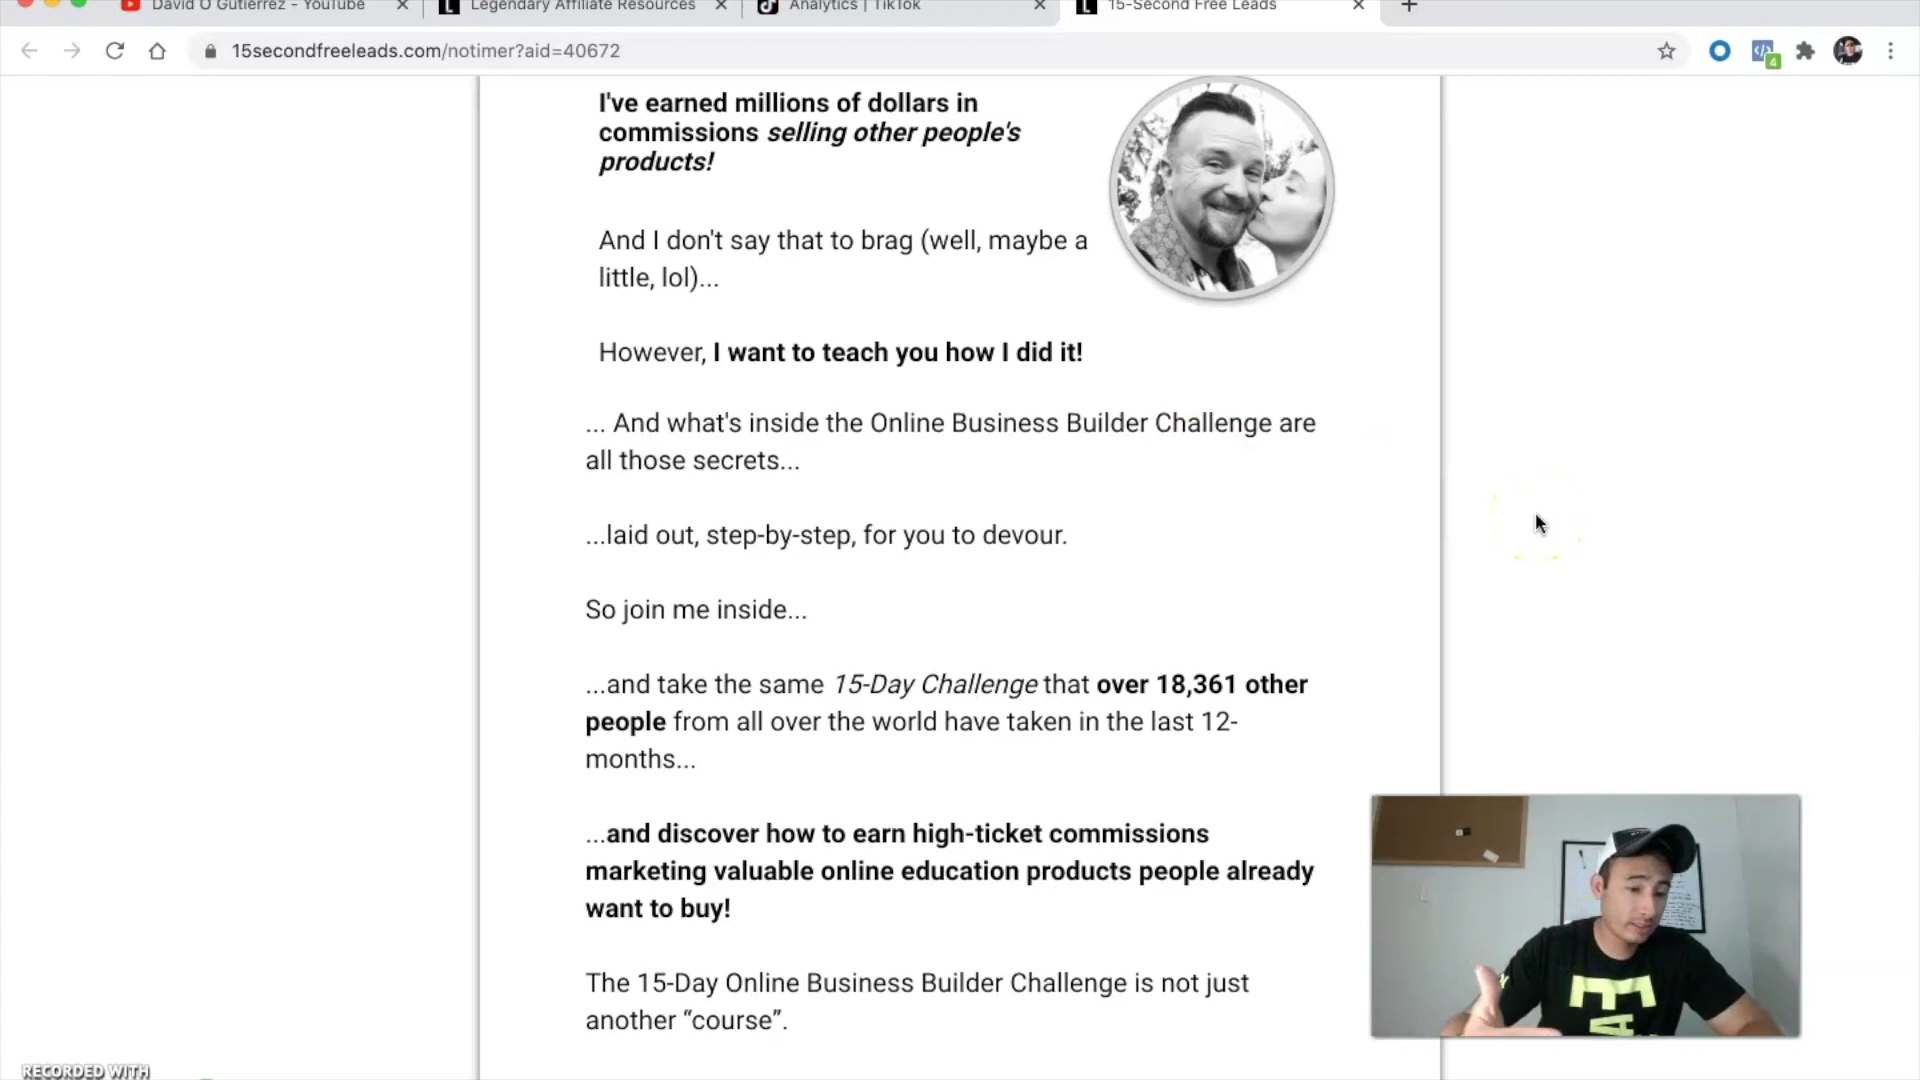 David O Gutierrez - YouTube
Legendary Affiliate Resources
Analytics | TikTok
15-Second Free Leads
15secondfreeleads.com/notimer?aid=40672
4
I've earned millions of dollars in
commissions selling other people's
products!
And I don't say that to brag (well, maybe a
little, lol)...
However, I want to teach you how I did it!
... And what's inside the Online Business Builder Challenge are
all those secrets...
...laid out, step-by-step, for you to devour.
So join me inside...
...and take the same 15-Day Challenge that over 18,361 other
people from all over the world have taken in the last 12-
months...
...and discover how to earn high-ticket commissions
marketing valuable online education products people already
want to buy!
The 15-Day Online Business Builder Challenge is not just
another “course”.
RECORDED WITH